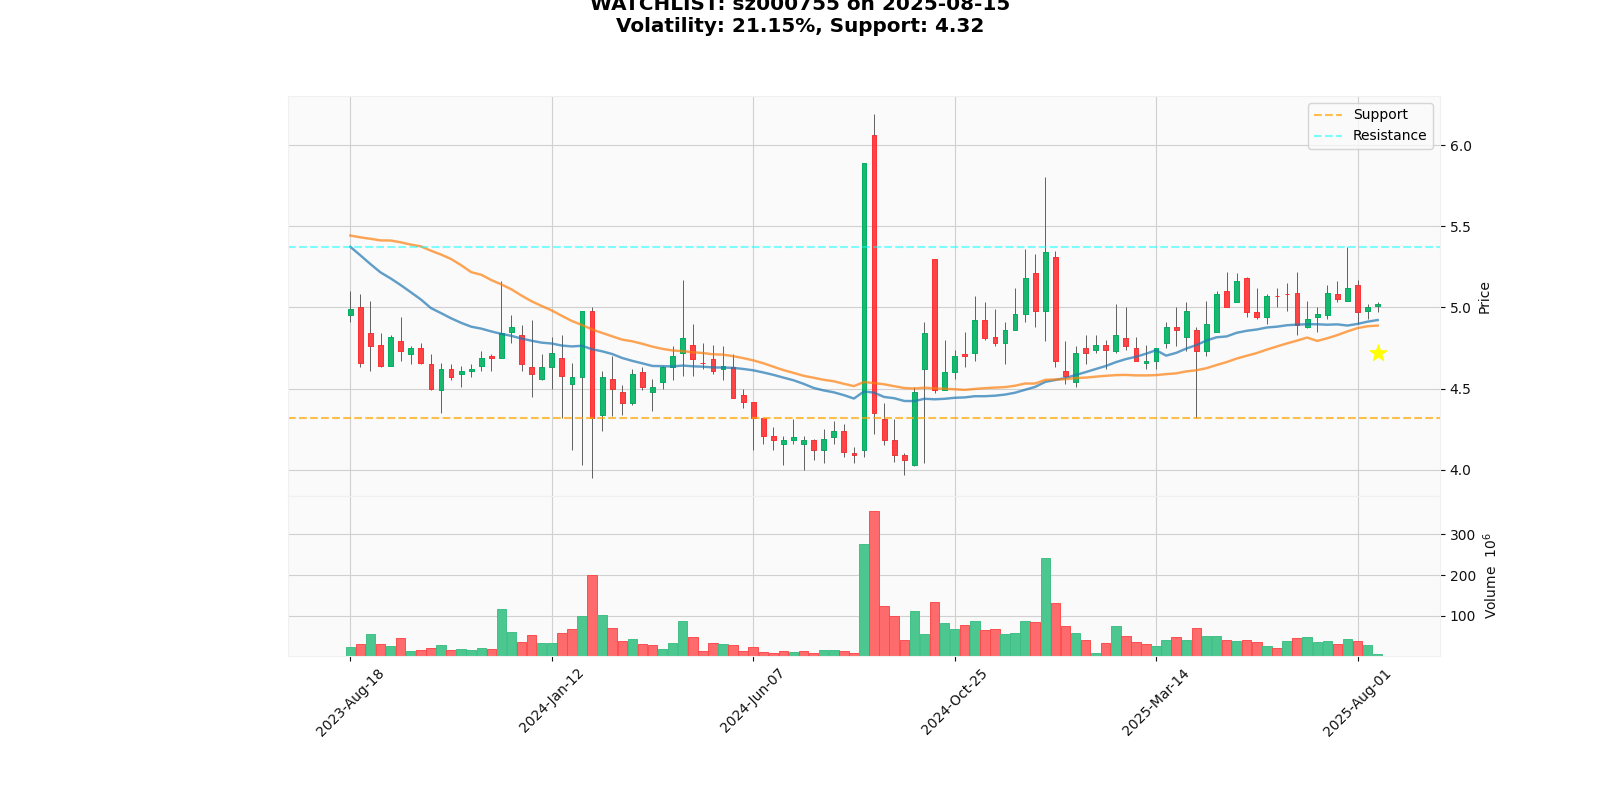 WATCHLIST: sz000755 on 2025-08-15
Volatility: 21.15%, Support: 4.32
Support
Resistance
6.0
5.5
5.0
4.5
4.0
Price
300
200
100
Volume 10⁶
2023-Aug-18
2024-Jan-12
2024-Jun-07
2024-Oct-25
2025-Mar-14
2025-Aug-01